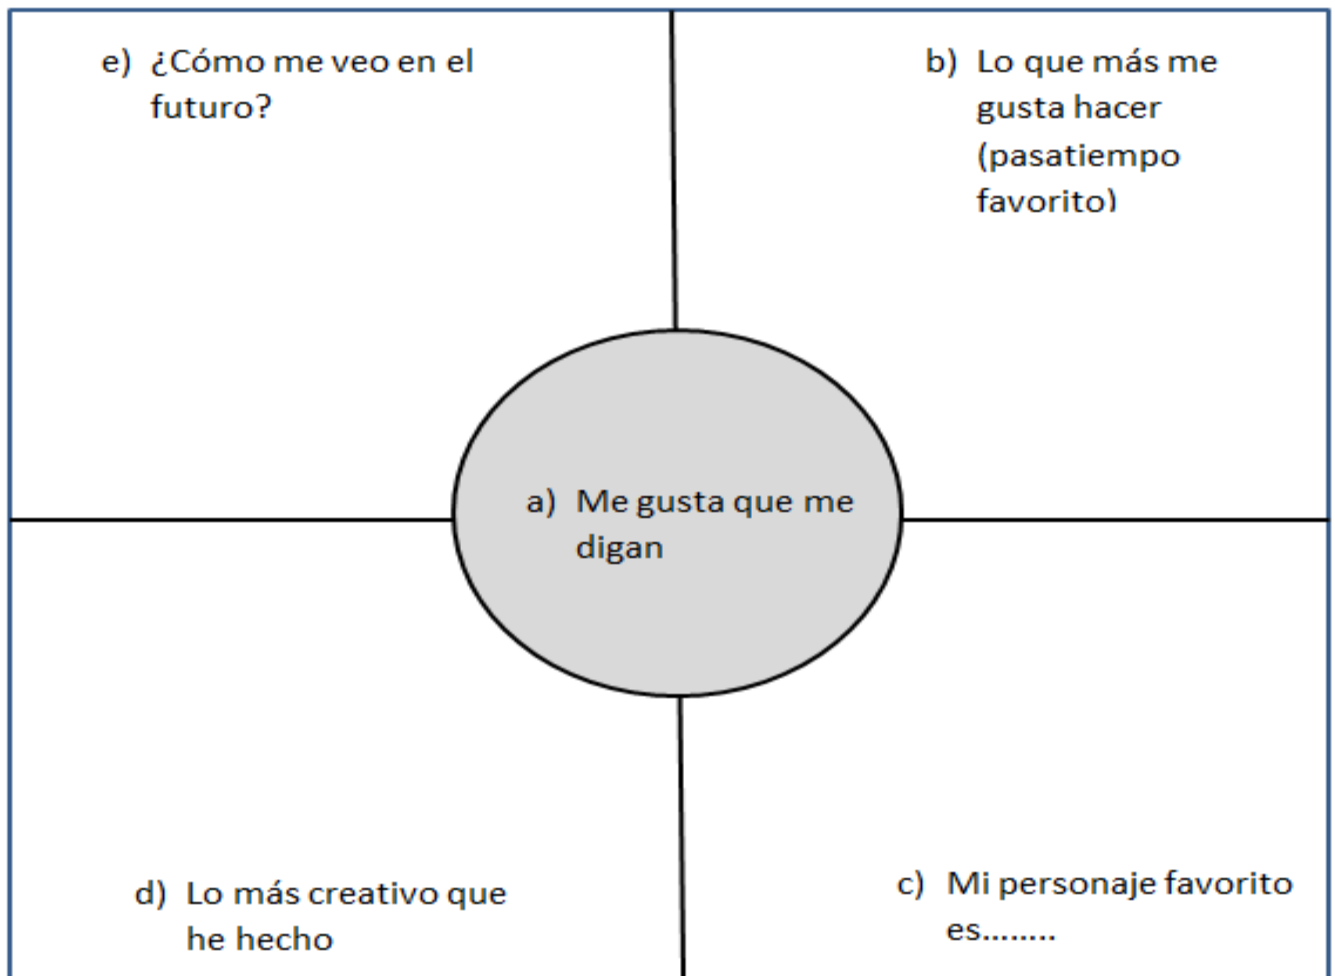 e) ¿Cómo me veo en el
futuro?
b) Lo que más me
gusta hacer
(pasatiempo
favorito)
a) Me gusta que me
digan
d) Lo más creativo que
he hecho
c) Mi personaje favorito
es........